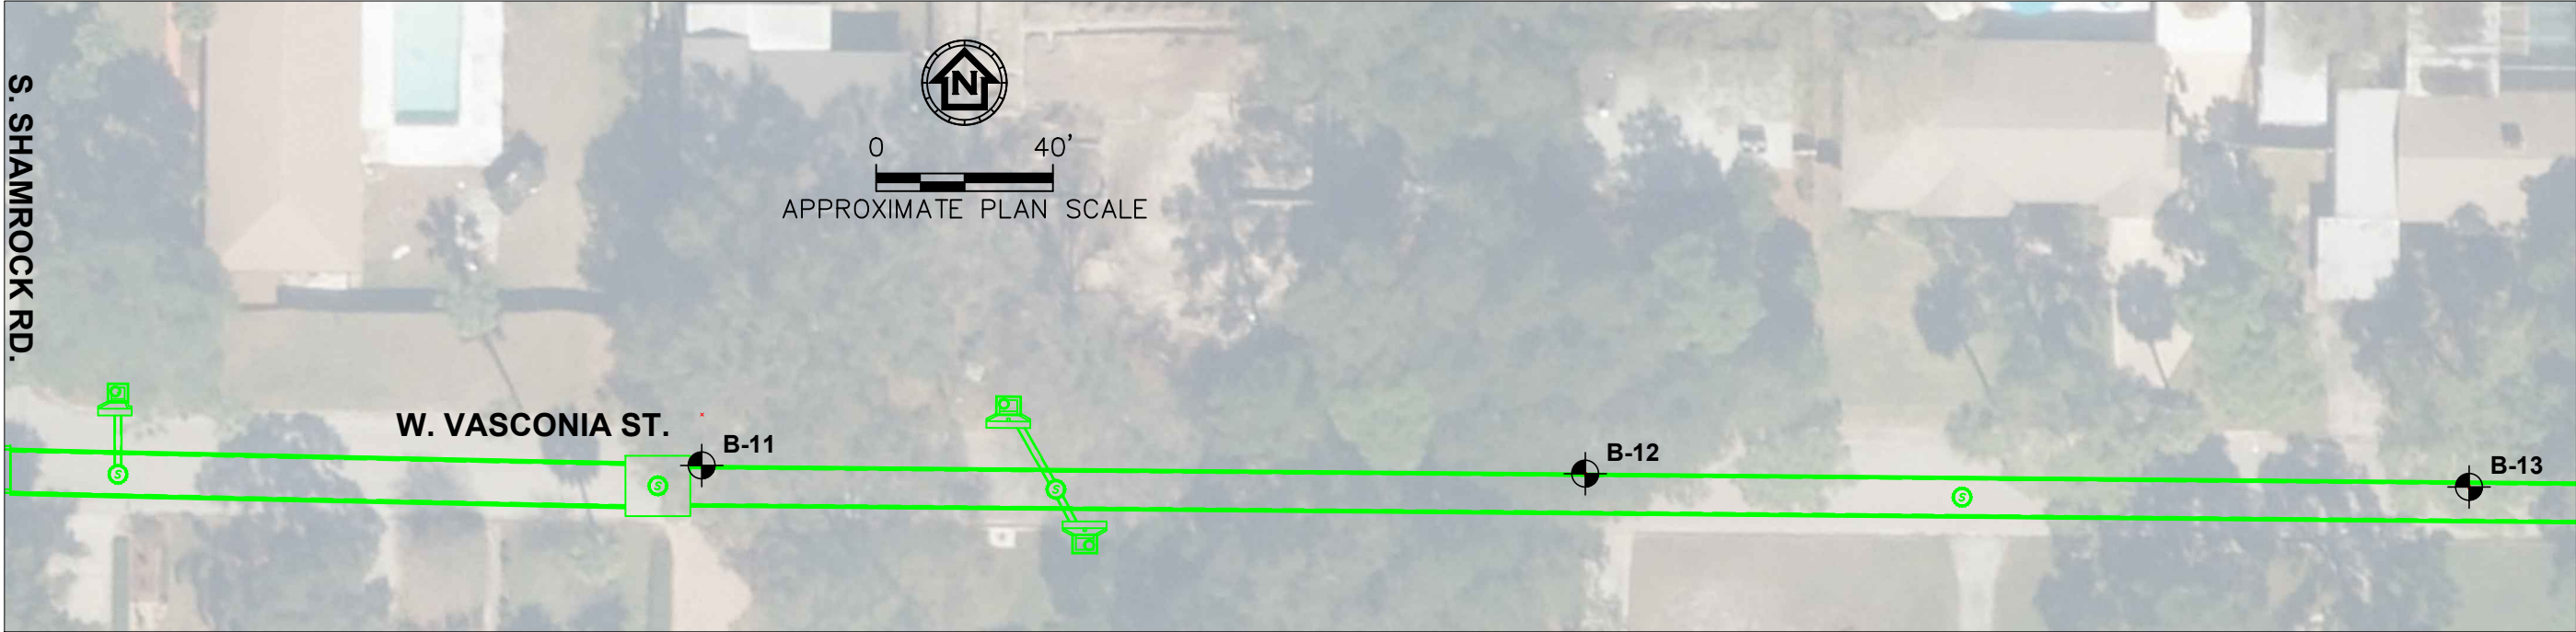 S. SHAMROCK RD.
N
0 40'
APPROXIMATE PLAN SCALE
W. VASCONIA ST.
B-11
B-12
B-13
S
S
S
S